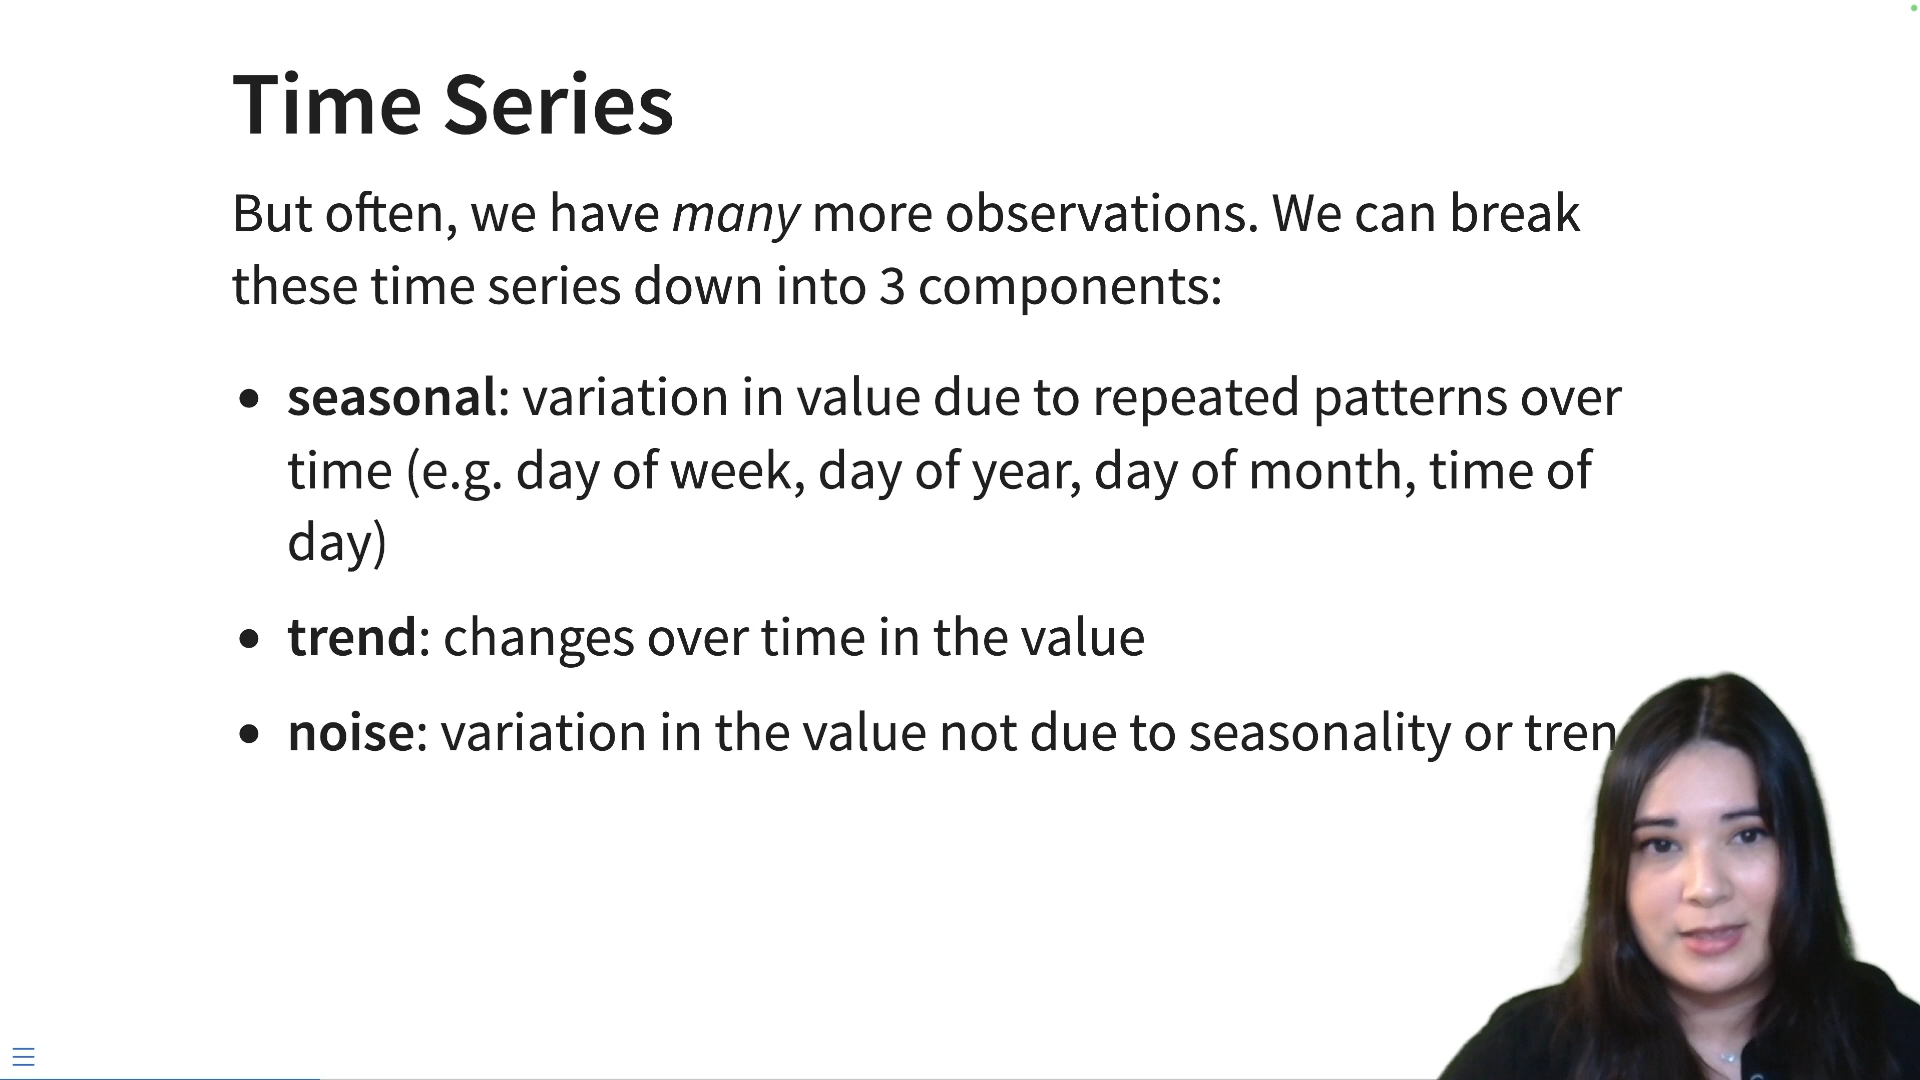 Time Series
But often, we have many more observations. We can break
these time series down into 3 components:
• seasonal: variation in value due to repeated patterns over
time (e.g. day of week, day of year, day of month, time of
day)
• trend: changes over time in the value
• noise: variation in the value not due to seasonality or tren